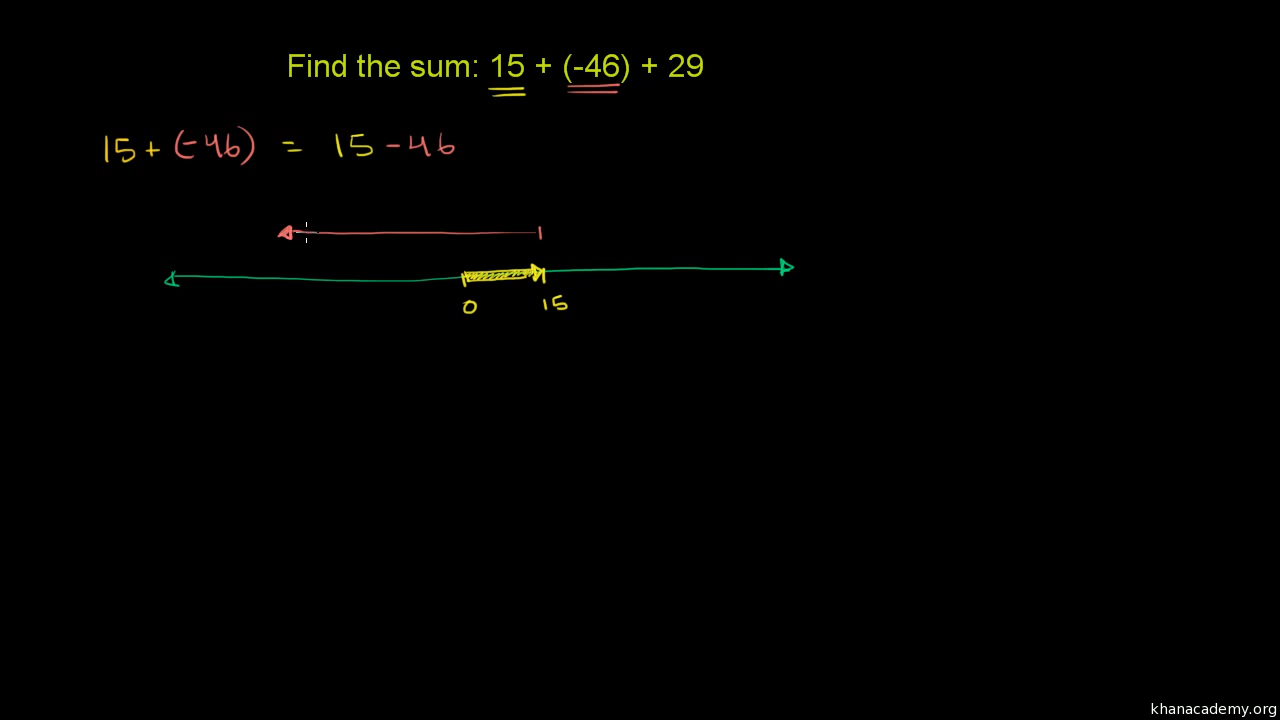 Find the sum: 15 + (-46) + 29
15 + (-46) = 15 - 46
0 15
khanacademy.org